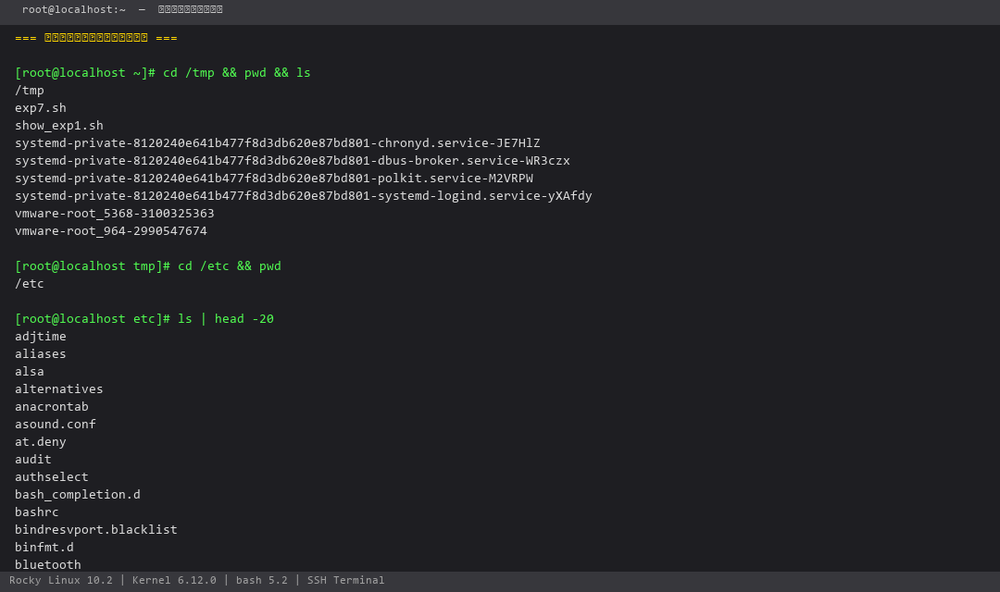 root@localhost:~ —
=== ===
[root@localhost ~]# cd /tmp && pwd && ls
/tmp
exp7.sh
show_exp1.sh
systemd-private-8120240e641b477f8d3db620e87bd801-chronyd.service-JE7HlZ
systemd-private-8120240e641b477f8d3db620e87bd801-dbus-broker.service-WR3czx
systemd-private-8120240e641b477f8d3db620e87bd801-polkit.service-M2VRPW
systemd-private-8120240e641b477f8d3db620e87bd801-systemd-logind.service-yXAfdy
vmware-root_5368-3100325363
vmware-root_964-2990547674
[root@localhost tmp]# cd /etc && pwd
/etc
[root@localhost etc]# ls | head -20
adjtime
aliases
alsa
alternatives
anacrontab
asound.conf
at.deny
audit
authselect
bash_completion.d
bashrc
bindresvport.blacklist
binfmt.d
bluetooth
Rocky Linux 10.2 | Kernel 6.12.0 | bash 5.2 | SSH Terminal